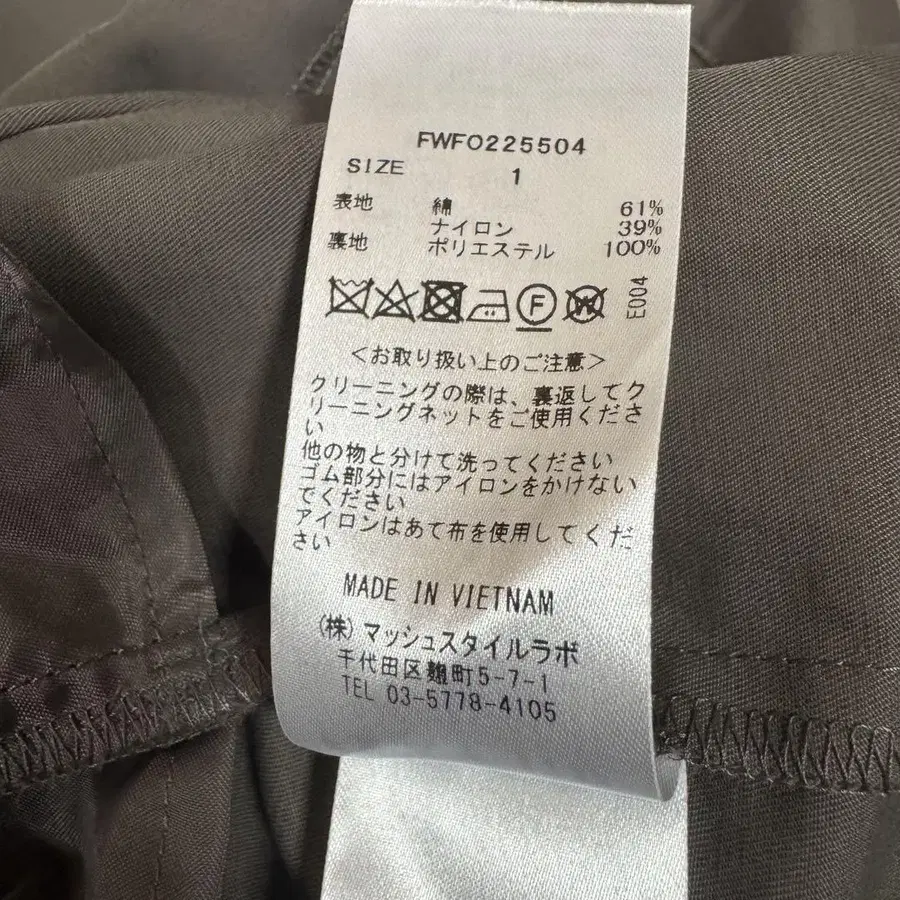 FWFO225504
SIZE 1
表地 綿 61%
ナイロン 39%
裏地 ポリエステル 100%
F W
E004
＜お取り扱い上のご注意＞
クリーニングの際は、裏返してク
リーニングネットをご使用くださ
い
他の物と分けて洗ってください
ゴム部分にはアイロンをかけない
でください
アイロンはあて布を使用してくだ
さい
MADE IN VIETNAM
(株)マッシュスタイルラボ
千代田区麹町5-7-1
TEL 03-5778-4105